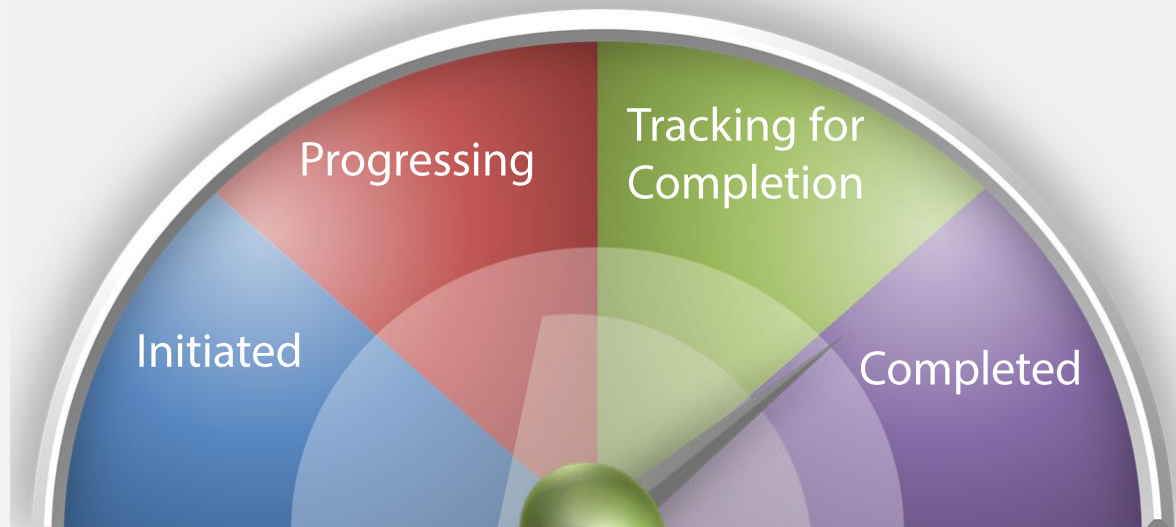 Progressing
Tracking for
Completion
Initiated
Completed